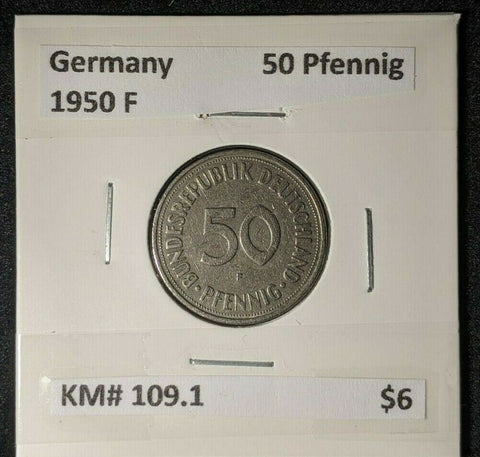 Germany 50 Pfennig
1950 F
BUNDESREPUBLIK DEUTSCHLAND
50
F
· PFENNIG ·
KM# 109.1 $6